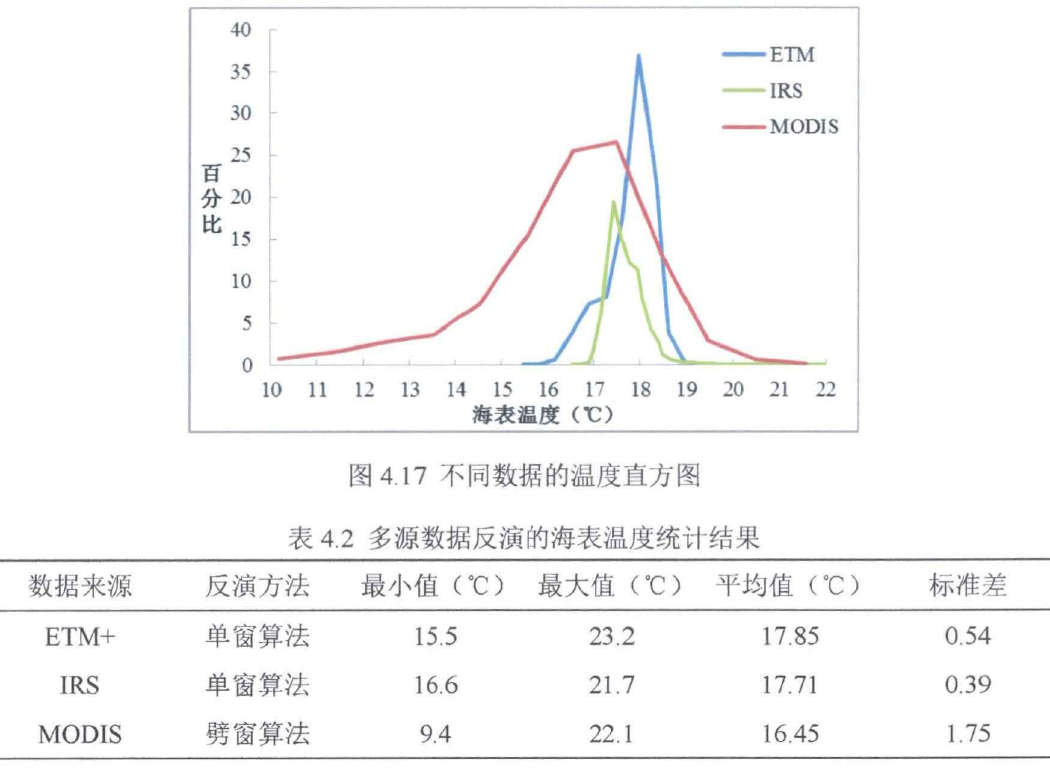 40
35
30
25
20
15
10
5
0
百分比
ETM
IRS
MODIS
10 11 12 13 14 15 16 17 18 19 20 21 22
海表温度（℃）
图 4.17 不同数据的温度直方图
表 4.2 多源数据反演的海表温度统计结果
数据来源 反演方法 最小值（℃） 最大值（℃） 平均值（℃） 标准差
ETM+ 单窗算法 15.5 23.2 17.85 0.54
IRS 单窗算法 16.6 21.7 17.71 0.39
MODIS 劈窗算法 9.4 22.1 16.45 1.75